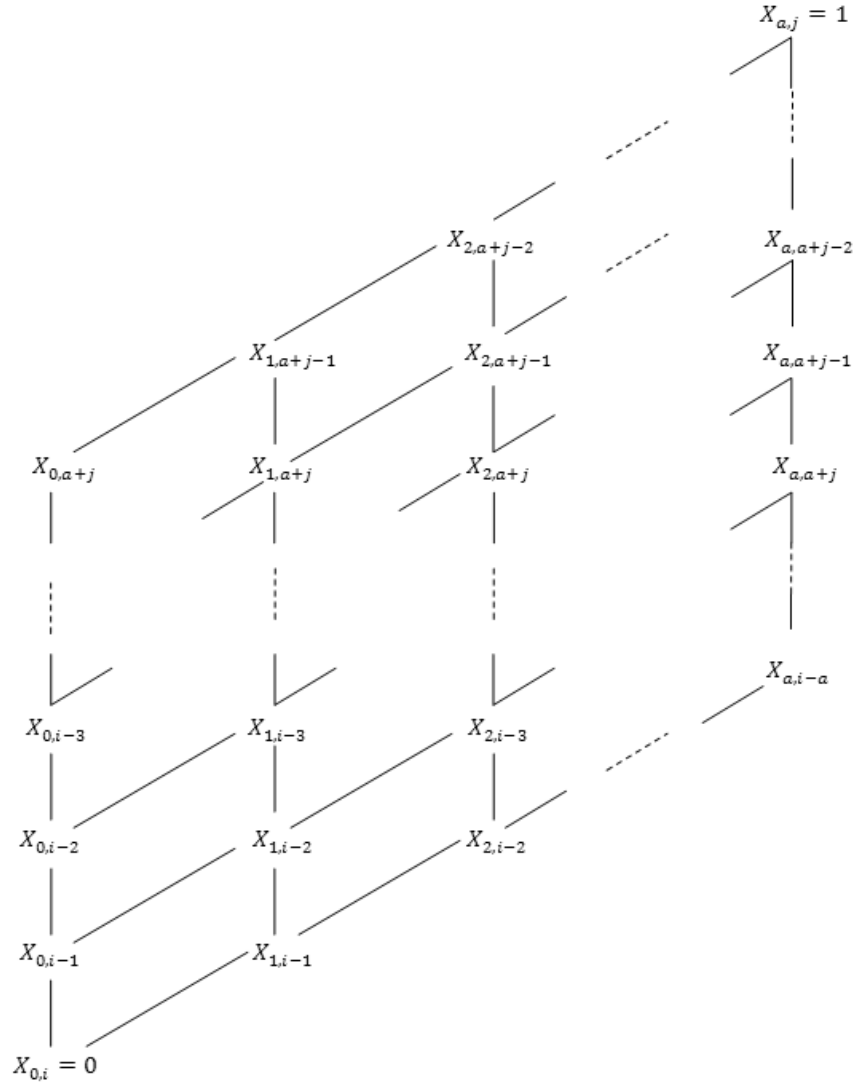 X_{a,j} = 1
X_{2,a+j−2} X_{a,a+j−2}
X_{1,a+j−1} X_{2,a+j−1} X_{a,a+j−1}
X_{0,a+j} X_{1,a+j} X_{2,a+j} X_{a,a+j}
X_{a,i−a}
X_{0,i−3} X_{1,i−3} X_{2,i−3}
X_{0,i−2} X_{1,i−2} X_{2,i−2}
X_{0,i−1} X_{1,i−1}
X_{0,i} = 0